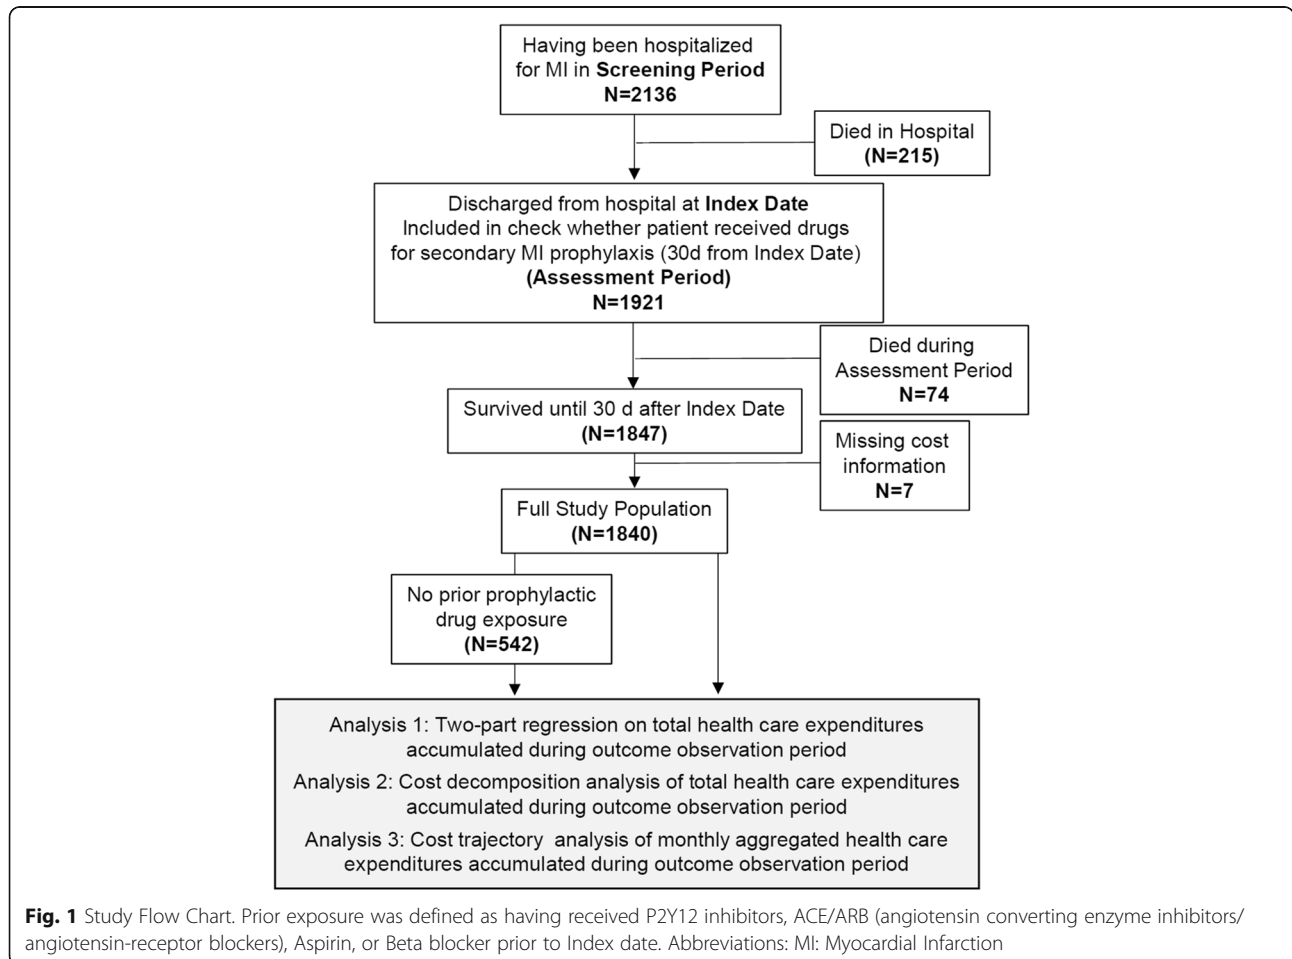 Having been hospitalized
for MI in Screening Period
N=2136
Died in Hospital
(N=215)
Discharged from hospital at Index Date
Included in check whether patient received drugs
for secondary MI prophylaxis (30d from Index Date)
(Assessment Period)
N=1921
Died during
Assessment Period
N=74
Survived until 30 d after Index Date
(N=1847)
Missing cost
information
N=7
Full Study Population
(N=1840)
No prior prophylactic
drug exposure
(N=542)
Analysis 1: Two-part regression on total health care expenditures
accumulated during outcome observation period
Analysis 2: Cost decomposition analysis of total health care expenditures
accumulated during outcome observation period
Analysis 3: Cost trajectory analysis of monthly aggregated health care
expenditures accumulated during outcome observation period
Fig. 1 Study Flow Chart. Prior exposure was defined as having received P2Y12 inhibitors, ACE/ARB (angiotensin converting enzyme inhibitors/
angiotensin-receptor blockers), Aspirin, or Beta blocker prior to Index date. Abbreviations: MI: Myocardial Infarction